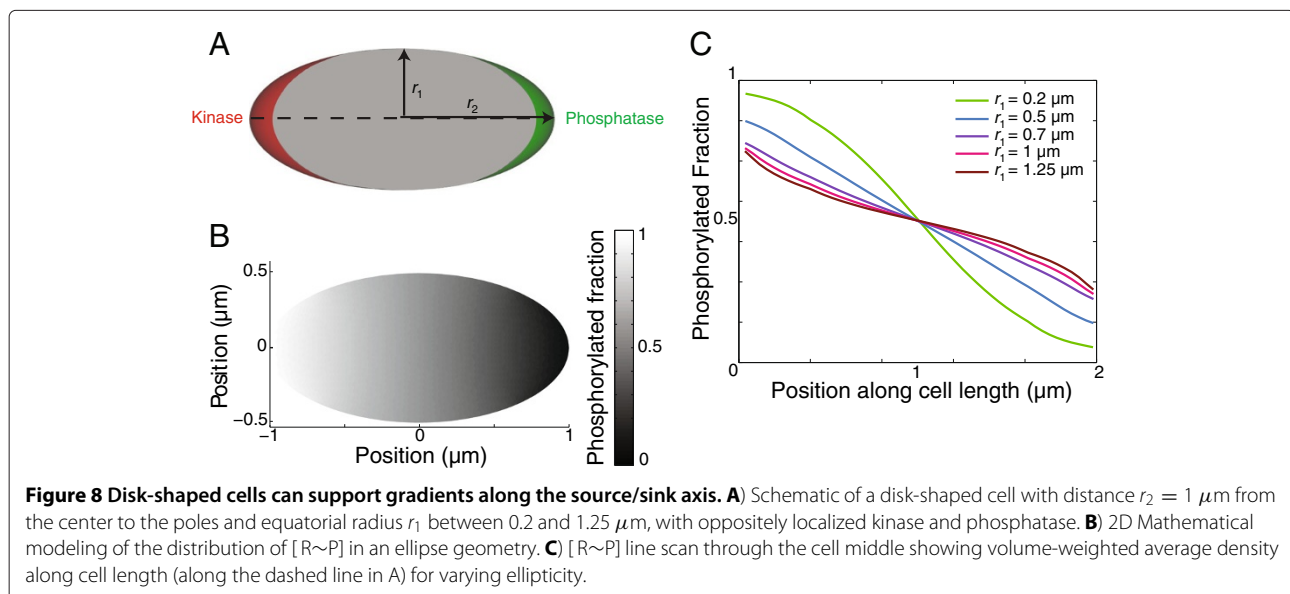 A
r1
r2
Kinase
Phosphatase
B
0.5
0
−0.5
Position (µm)
−1
0
1
Position (µm)
1
0.5
0
Phosphorylated fraction
C
1
0.5
0
1
2
Phosphorylated Fraction
Position along cell length (µm)
r1 = 0.2 µm
r1 = 0.5 µm
r1 = 0.7 µm
r1 = 1 µm
r1 = 1.25 µm
Figure 8 Disk-shaped cells can support gradients along the source/sink axis. A) Schematic of a disk-shaped cell with distance r2 = 1 μm from
the center to the poles and equatorial radius r1 between 0.2 and 1.25 μm, with oppositely localized kinase and phosphatase. B) 2D Mathematical
modeling of the distribution of [ R∼P] in an ellipse geometry. C) [ R∼P] line scan through the cell middle showing volume-weighted average density
along cell length (along the dashed line in A) for varying ellipticity.